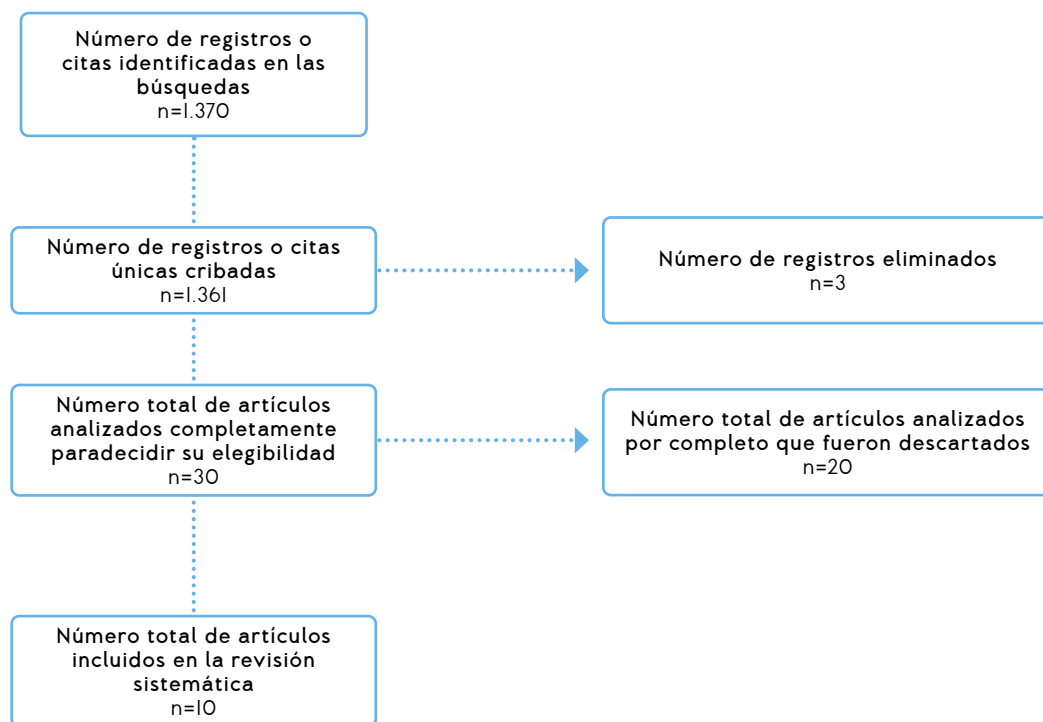 Número de registros o
citas identificadas en las
búsquedas
n=1.370
Número de registros o citas
únicas cribadas
n=1.361
Número de registros eliminados
n=3
Número total de artículos
analizados completamente
paradecidir su elegibilidad
n=30
Número total de artículos analizados
por completo que fueron descartados
n=20
Número total de artículos
incluidos en la revisión
sistemática
n=10